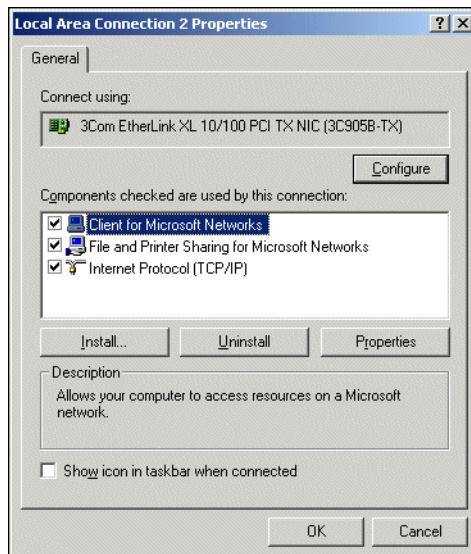 Local Area Connection 2 Properties
General
Connect using:
3Com EtherLink XL 10/100 PCI TX NIC (3C905B-TX)
Configure
Components checked are used by this connection:
Client for Microsoft Networks
File and Printer Sharing for Microsoft Networks
Internet Protocol (TCP/IP)
Install... Uninstall Properties
Description
Allows your computer to access resources on a Microsoft
network.
Show icon in taskbar when connected
OK Cancel